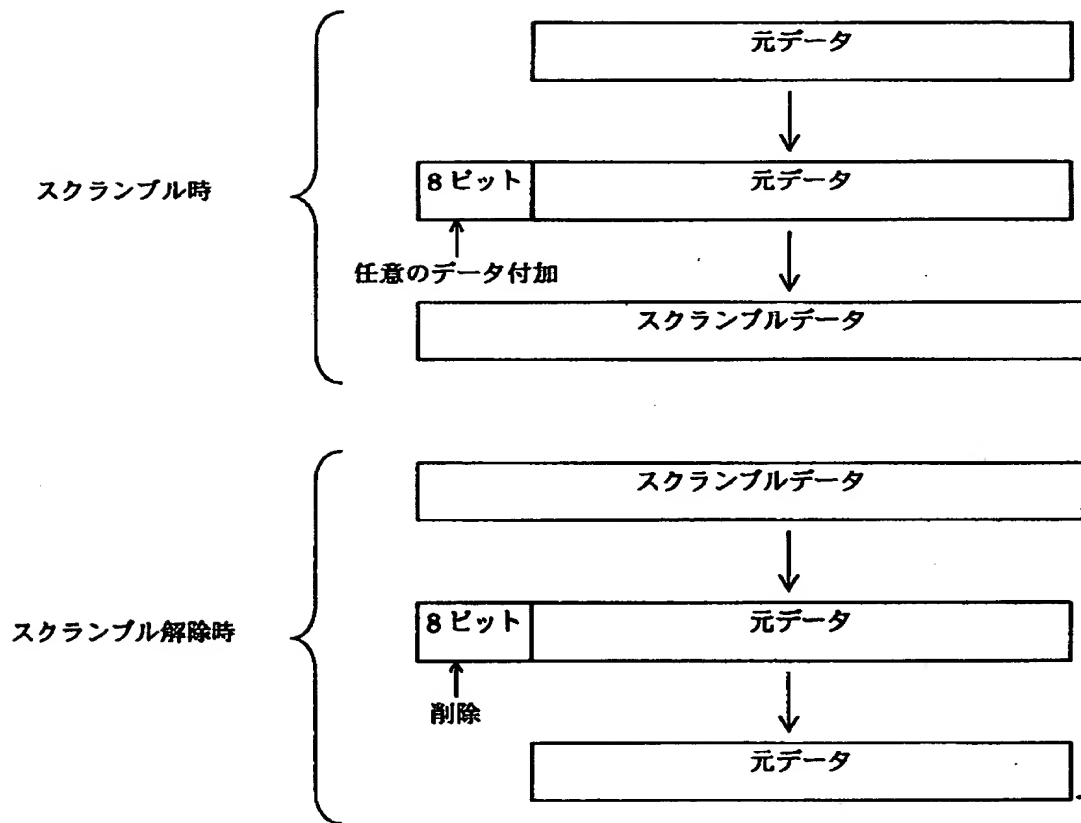 元データ
スクランブル時
8ビット
元データ
任意のデータ付加
スクランブルデータ
スクランブルデータ
スクランブル解除時
8ビット
元データ
削除
元データ